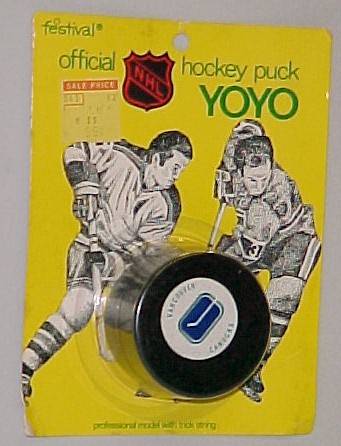 festival®
official NHL hockey puck
YOYO
SALE PRICE
VANCOUVER
CANUCKS
professional model with trick string